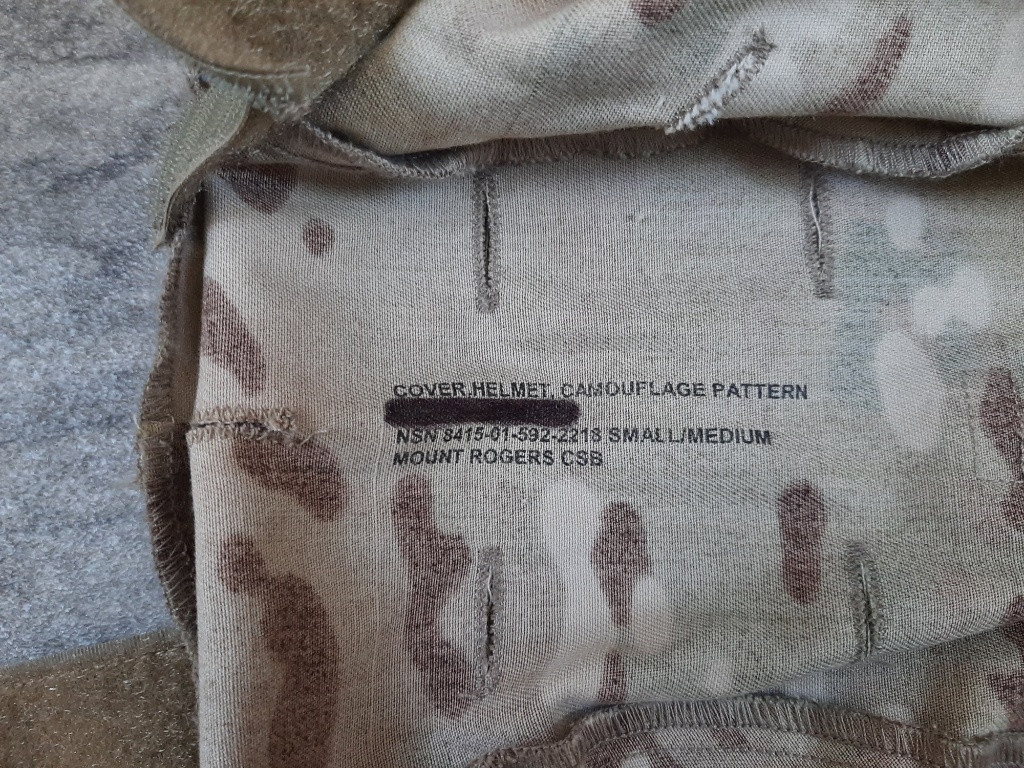 COVER,HELMET, CAMOUFLAGE PATTERN
NSN 8415-01-592-2218 SMALL/MEDIUM
MOUNT ROGERS CSB